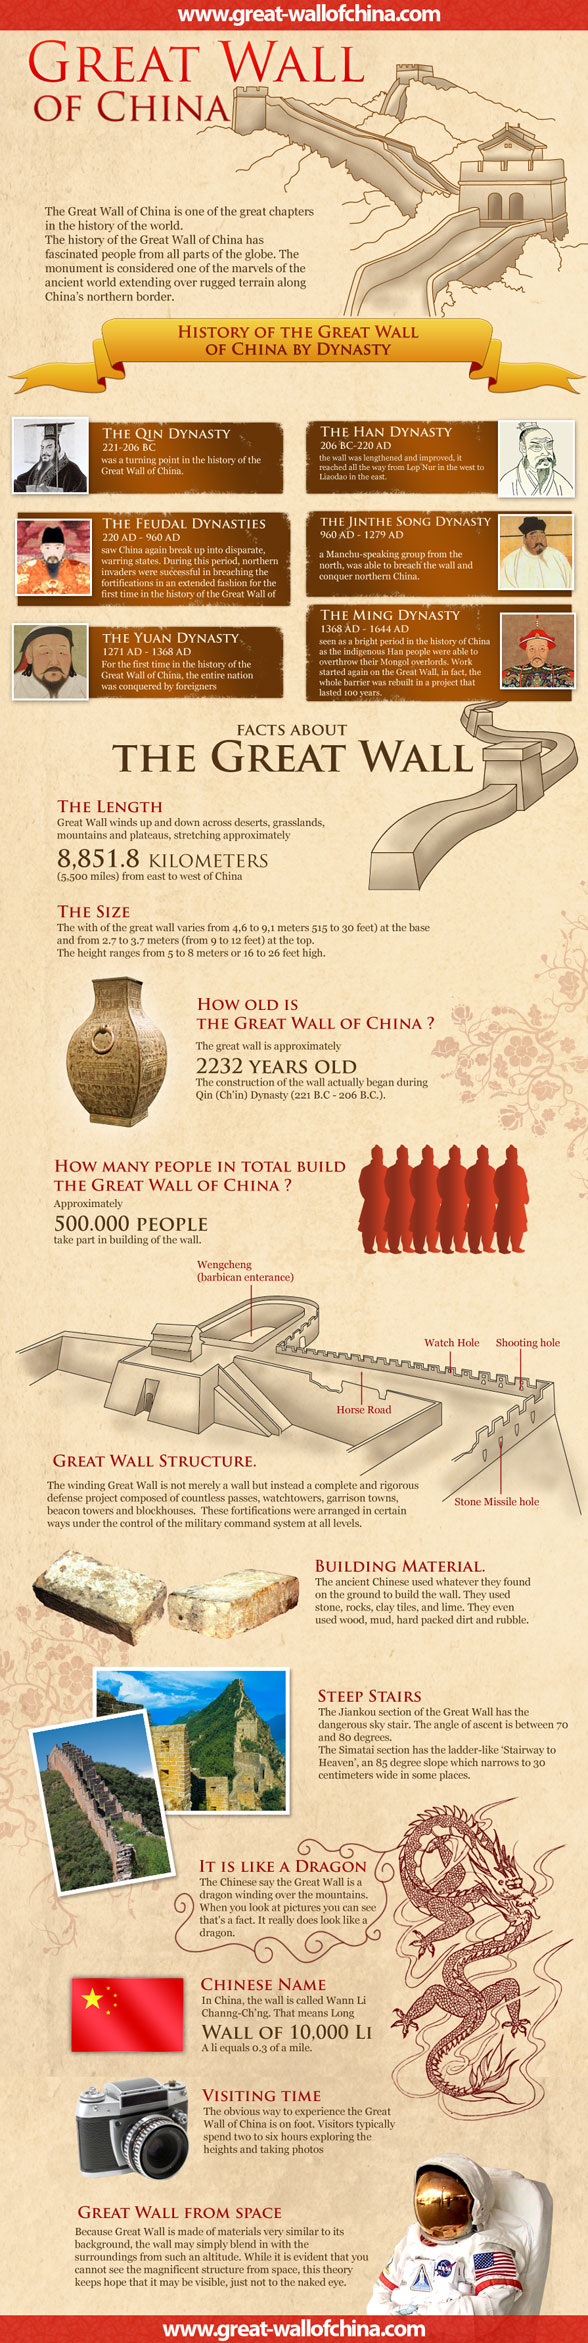 www.great-wallofchina.com
GREAT WALL
OF CHINA
The Great Wall of China is one of the great chapters
in the history of the world.
The history of the Great Wall of China has
fascinated people from all parts of the globe. The
monument is considered one of the marvels of the
ancient world extending over rugged terrain along
China's northern border.
HISTORY OF THE GREAT WALL
OF CHINA BY DYNASTY
THE QIN DYNASTY
221-206 BC
was a turning point in the history of the
Great Wall of China.
THE HAN DYNASTY
206 BC-220 AD
the wall was lengthened and improved, it
reached all the way from Lop'Nur in the west to
Liaodao in the east.
THE FEUDAL DYNASTIES
220 AD - 960 AD
saw China again break up into disparate,
warring states. During this period, northern
invaders were successful in breaching the
fortifications in an extended fashion for the
first time in the history of the Great Wall of
THE JINTHE SONG DYNASTY
960 AD - 1279 AD
a Manchu-speaking group from the
north, was able to breach the wall and
conquer northern China.
THE YUAN DYNASTY
1271 AD - 1368 AD
For the first time in the history of the
Great Wall of China, the entire nation
was conquered by foreigners
THE MING DYNASTY
1368 AD - 1644 AD
seen as a bright period in the history of China
as the indigenous Han people were able to
overthrow their Mongol overlords. Work
started again on the Great Wall, in fact, the
whole barrier was rebuilt in a project that
lasted 100 years.
FACTS ABOUT
THE GREAT WALL
THE LENGTH
Great Wall winds up and down across deserts, grasslands,
mountains and plateaus, stretching approximately
8,851.8 KILOMETERS
(5,500 miles) from east to west of China
THE SIZE
The with of the great wall varies from 4,6 to 9,1 meters 515 to 30 feet) at the base
and from 2.7 to 3.7 meters (from 9 to 12 feet) at the top.
The height ranges from 5 to 8 meters or 16 to 26 feet high.
HOW OLD IS
THE GREAT WALL OF CHINA ?
The great wall is approximately
2232 YEARS OLD
The construction of the wall actually began during
Qin (Ch'in) Dynasty (221 B.C - 206 B.C.).
HOW MANY PEOPLE IN TOTAL BUILD
THE GREAT WALL OF CHINA ?
Approximately
500.000 PEOPLE
take part in building of the wall.
Wengcheng
(barbican enterance)
Watch Hole
Shooting hole
Horse Road
Stone Missile hole
GREAT WALL STRUCTURE.
The winding Great Wall is not merely a wall but instead a complete and rigorous
defense project composed of countless passes, watchtowers, garrison towns,
beacon towers and blockhouses. These fortifications were arranged in certain
ways under the control of the military command system at all levels.
BUILDING MATERIAL.
The ancient Chinese used whatever they found
on the ground to build the wall. They used
stone, rocks, clay tiles, and lime. They even
used wood, mud, hard packed dirt and rubble.
STEEP STAIRS
The Jiankou section of the Great Wall has the
dangerous sky stair. The angle of ascent is between 70
and 80 degrees.
The Simatai section has the ladder-like 'Stairway to
Heaven', an 85 degree slope which narrows to 30
centimeters wide in some places.
IT IS LIKE A DRAGON
The Chinese say the Great Wall is a
dragon winding over the mountains.
When you look at pictures you can see
that's a fact. It really does look like a
dragon.
CHINESE NAME
In China, the wall is called Wann Li
Channg-Ch'ng. That means Long
WALL OF 10,000 LI
A li equals 0.3 of a mile.
VISITING TIME
The obvious way to experience the Great
Wall of China is on foot. Visitors typically
spend two to six hours exploring the
heights and taking photos
GREAT WALL FROM SPACE
Because Great Wall is made of materials very similar to its
background, the wall may simply blend in with the
surroundings from such an altitude. While it is evident that you
cannot see the magnificent structure from space, this theory
keeps hope that it may be visible, just not to the naked eye.
NASA
www.great-wallofchina.com